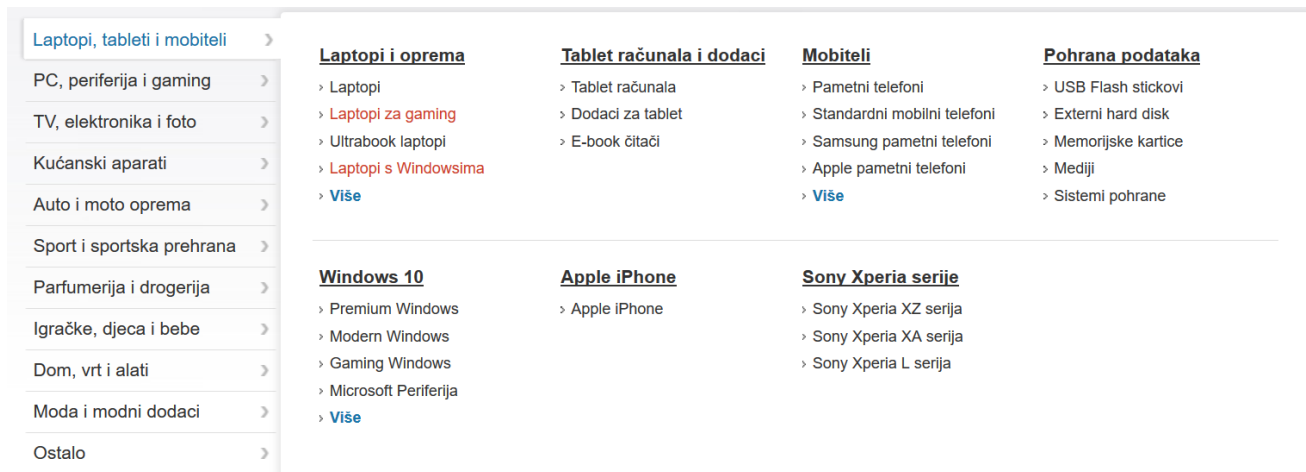 Laptopi, tableti i mobiteli
PC, periferija i gaming
TV, elektronika i foto
Kućanski aparati
Auto i moto oprema
Sport i sportska prehrana
Parfumerija i drogerija
Igračke, djeca i bebe
Dom, vrt i alati
Moda i modni dodaci
Ostalo
Laptopi i oprema
Laptopi
Laptopi za gaming
Ultrabook laptopi
Laptopi s Windowsima
Više
Tablet računala i dodaci
Tablet računala
Dodaci za tablet
E-book čitači
Mobiteli
Pametni telefoni
Standardni mobilni telefoni
Samsung pametni telefoni
Apple pametni telefoni
Više
Pohrana podataka
USB Flash stickovi
Externi hard disk
Memorijske kartice
Mediji
Sistemi pohrane
Windows 10
Premium Windows
Modern Windows
Gaming Windows
Microsoft Periferija
Više
Apple iPhone
Apple iPhone
Sony Xperia serije
Sony Xperia XZ serija
Sony Xperia XA serija
Sony Xperia L serija